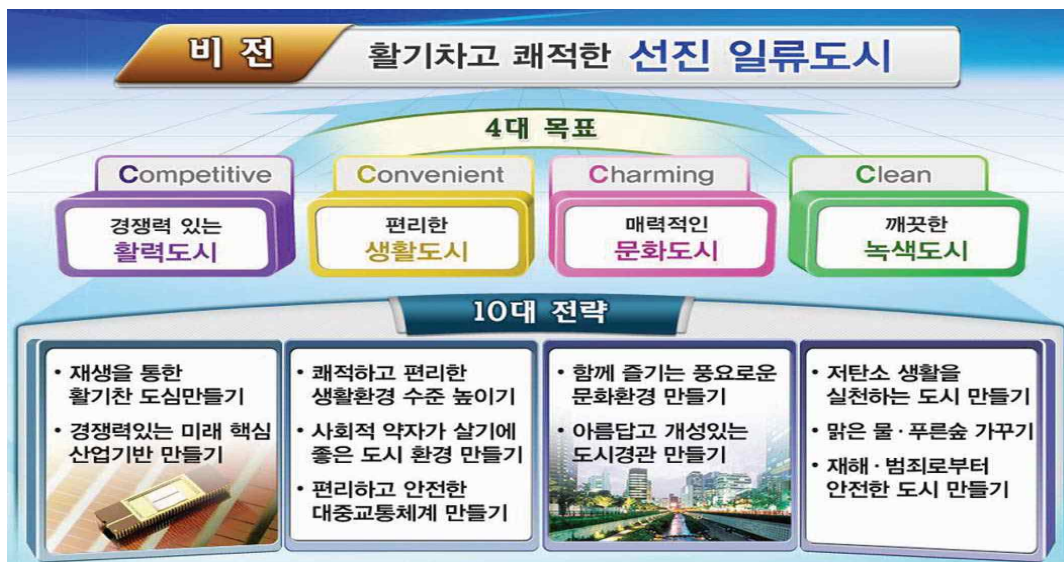 비 전
활기차고 쾌적한 선진 일류도시
4대 목표
Competitive
경쟁력 있는
활력도시
Convenient
편리한
생활도시
Charming
매력적인
문화도시
Clean
깨끗한
녹색도시
10대 전략
• 재생을 통한
활기찬 도심만들기
• 경쟁력있는 미래 핵심
산업기반 만들기
• 쾌적하고 편리한
생활환경 수준 높이기
• 사회적 약자가 살기에
좋은 도시 환경 만들기
• 편리하고 안전한
대중교통체계 만들기
• 함께 즐기는 풍요로운
문화환경 만들기
• 아름답고 개성있는
도시경관 만들기
• 저탄소 생활을
실천하는 도시 만들기
• 맑은 물·푸른숲 가꾸기
• 재해·범죄로부터
안전한 도시 만들기